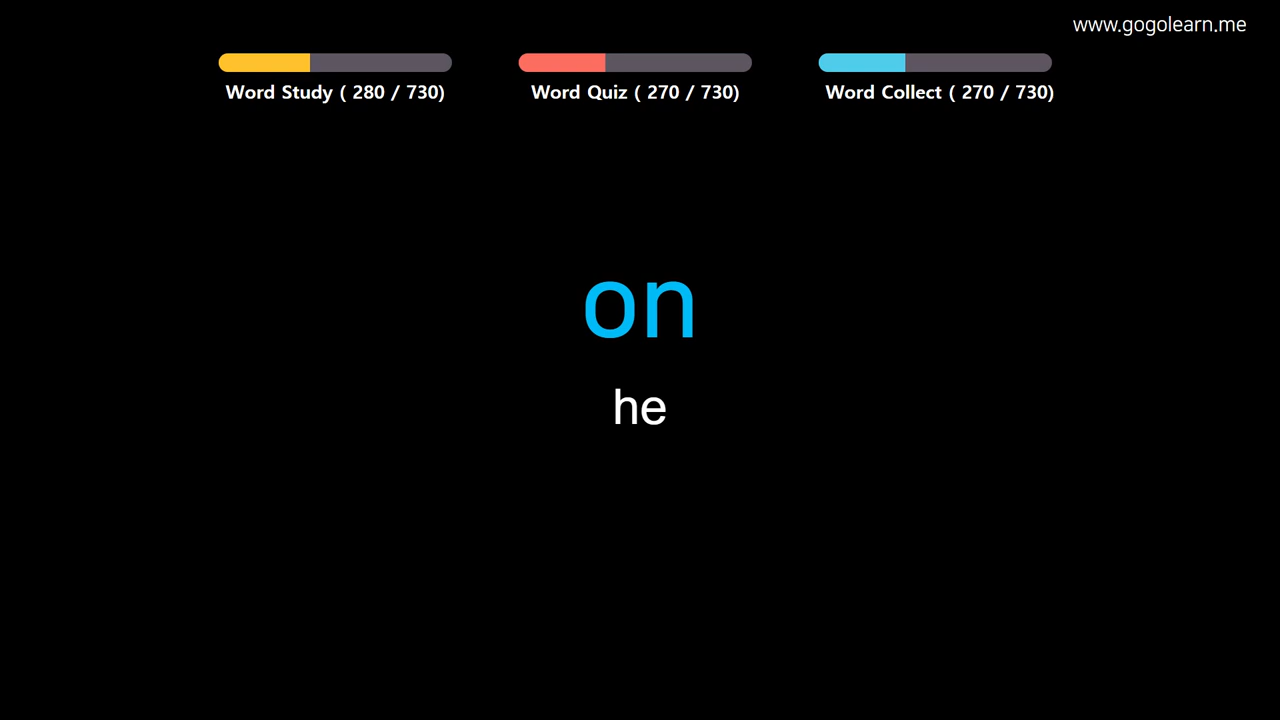 www.gogolearn.me
Word Study ( 280 / 730)
Word Quiz ( 270 / 730)
Word Collect ( 270 / 730)
on
he